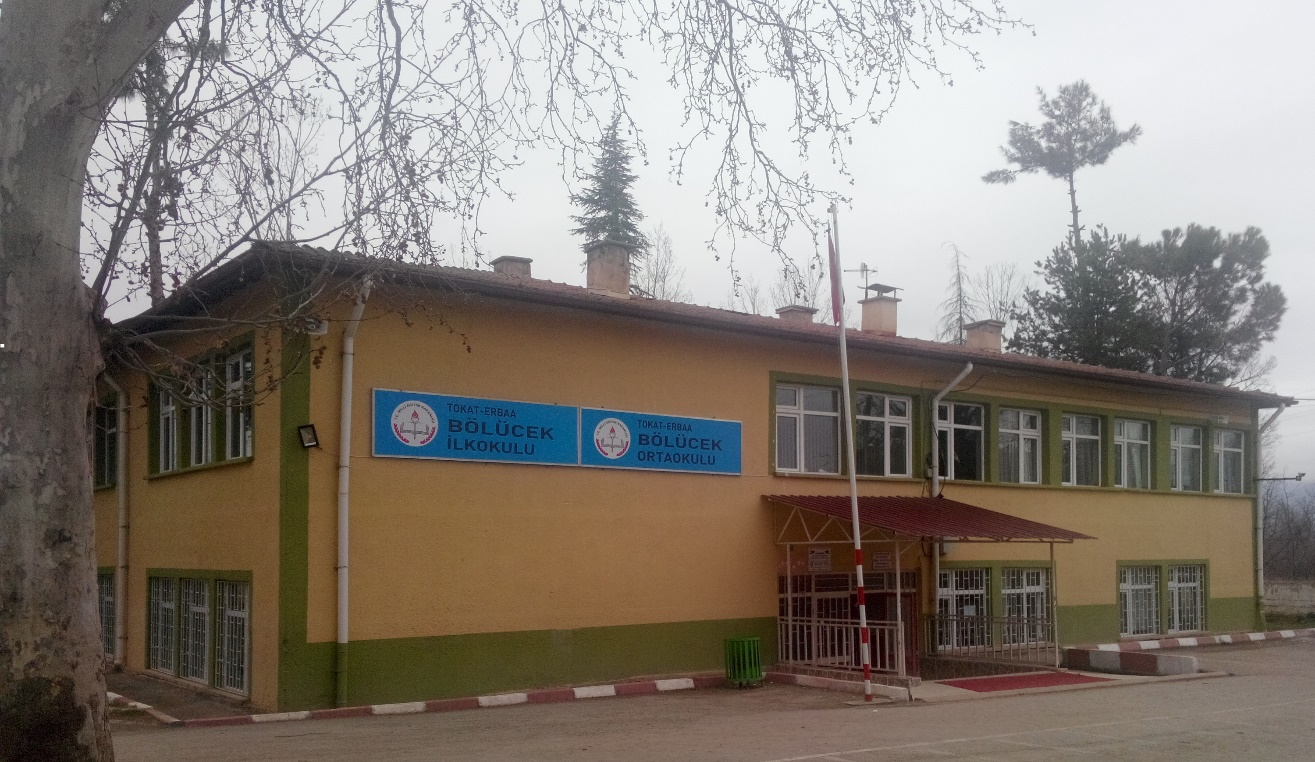 TOKAT-ERBAA
BÖLÜCEK
İLKOKULU
TOKAT-ERBAA
BÖLÜCEK
ORTAOKULU